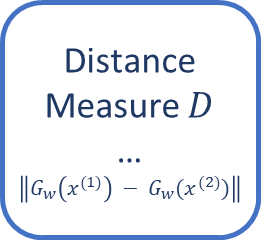 Distance
Measure D
...
‖G_w(x^(1)) − G_w(x^(2))‖